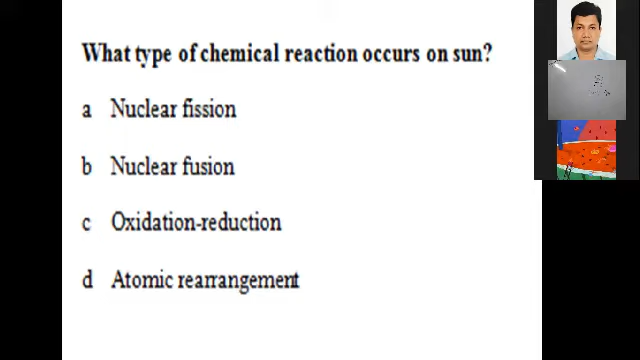 What type of chemical reaction occurs on sun?
a Nuclear fission
b Nuclear fusion
c Oxidation-reduction
d Atomic rearrangement